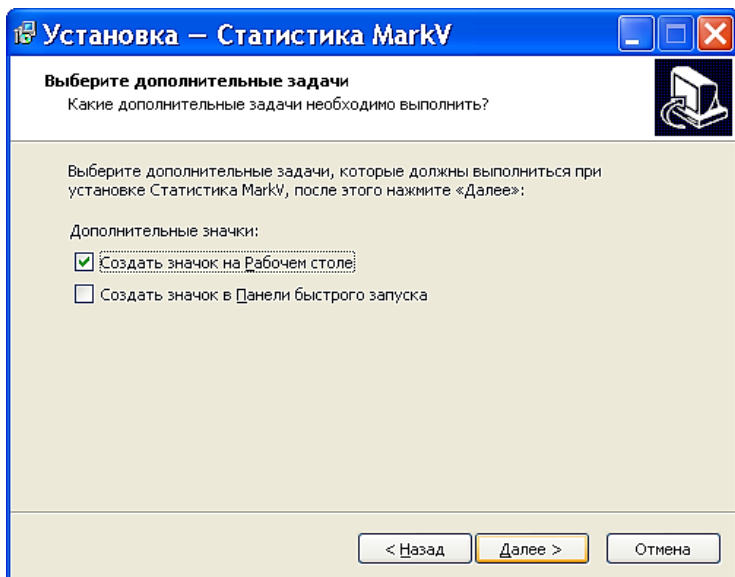 Установка — Статистика MarkV
Выберите дополнительные задачи
Какие дополнительные задачи необходимо выполнить?
Выберите дополнительные задачи, которые должны выполниться при
установке Статистика MarkV, после этого нажмите «Далее»:
Дополнительные значки:
Создать значок на Рабочем столе
Создать значок в Панели быстрого запуска
< Назад
Далее >
Отмена